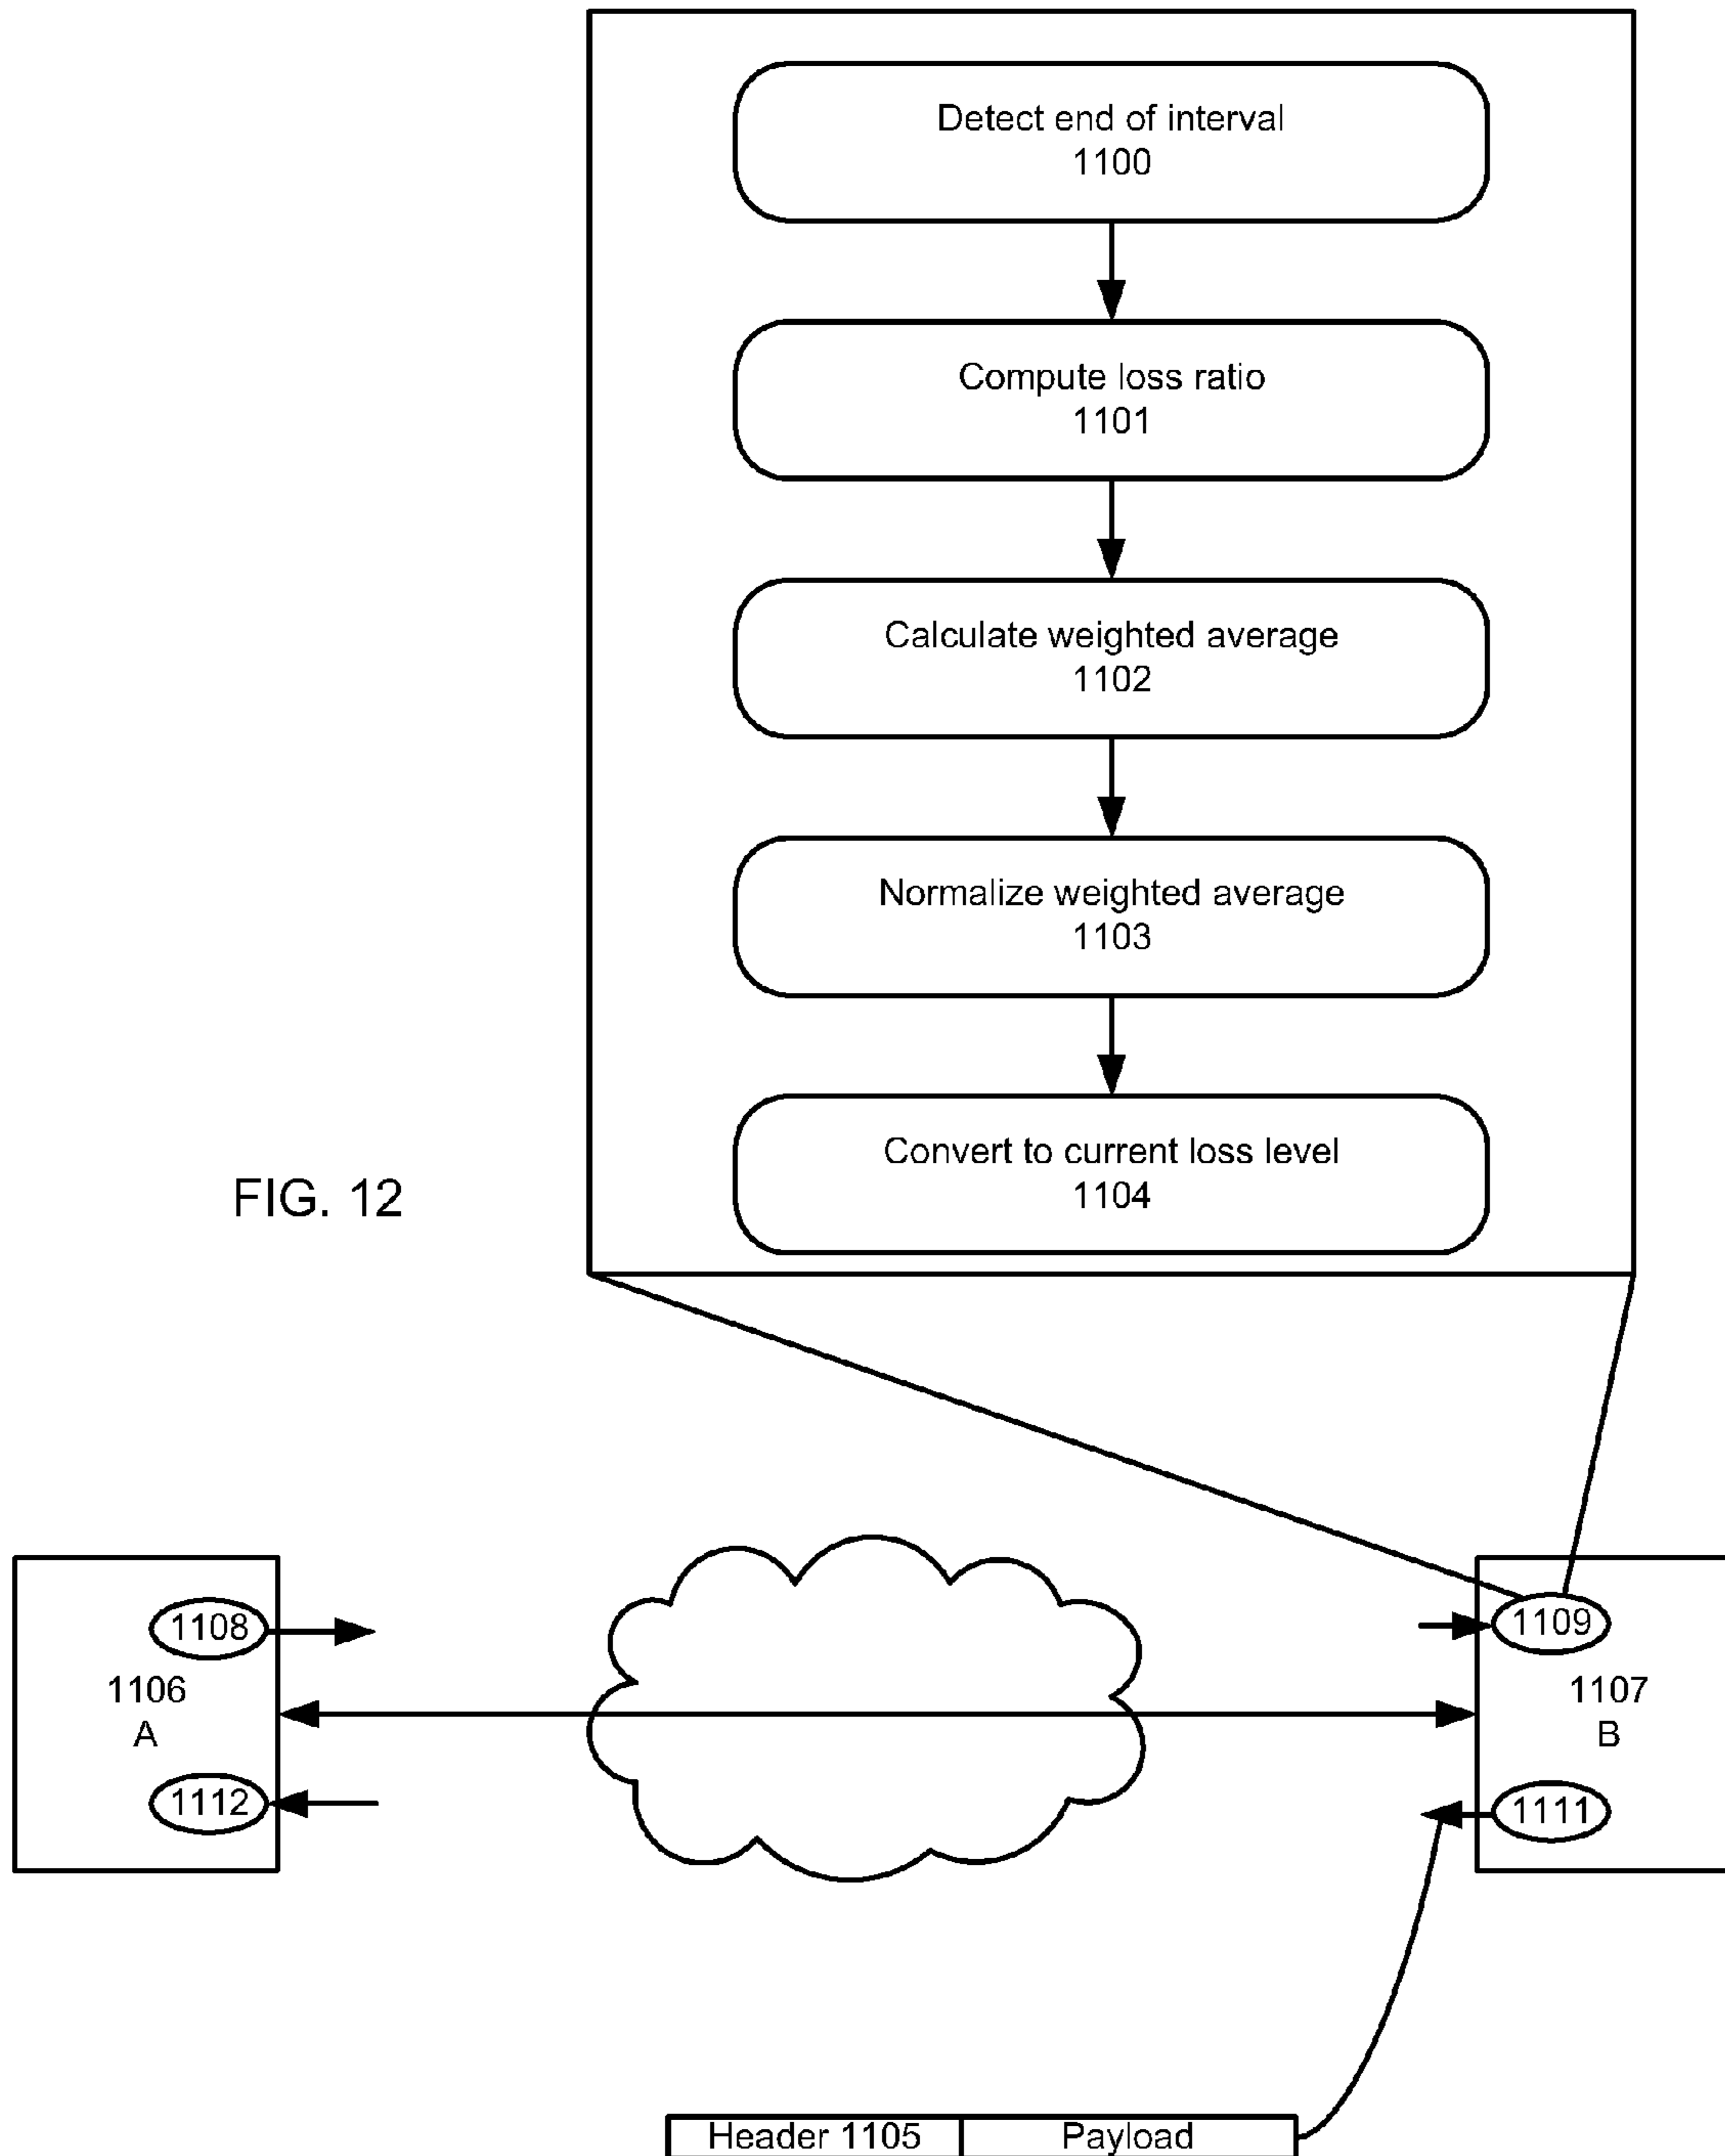 Detect end of interval
1100
Compute loss ratio
1101
Calculate weighted average
1102
Normalize weighted average
1103
Convert to current loss level
1104
FIG. 12
1108
1106
A
1112
1109
1107
B
1111
Header 1105
Payload